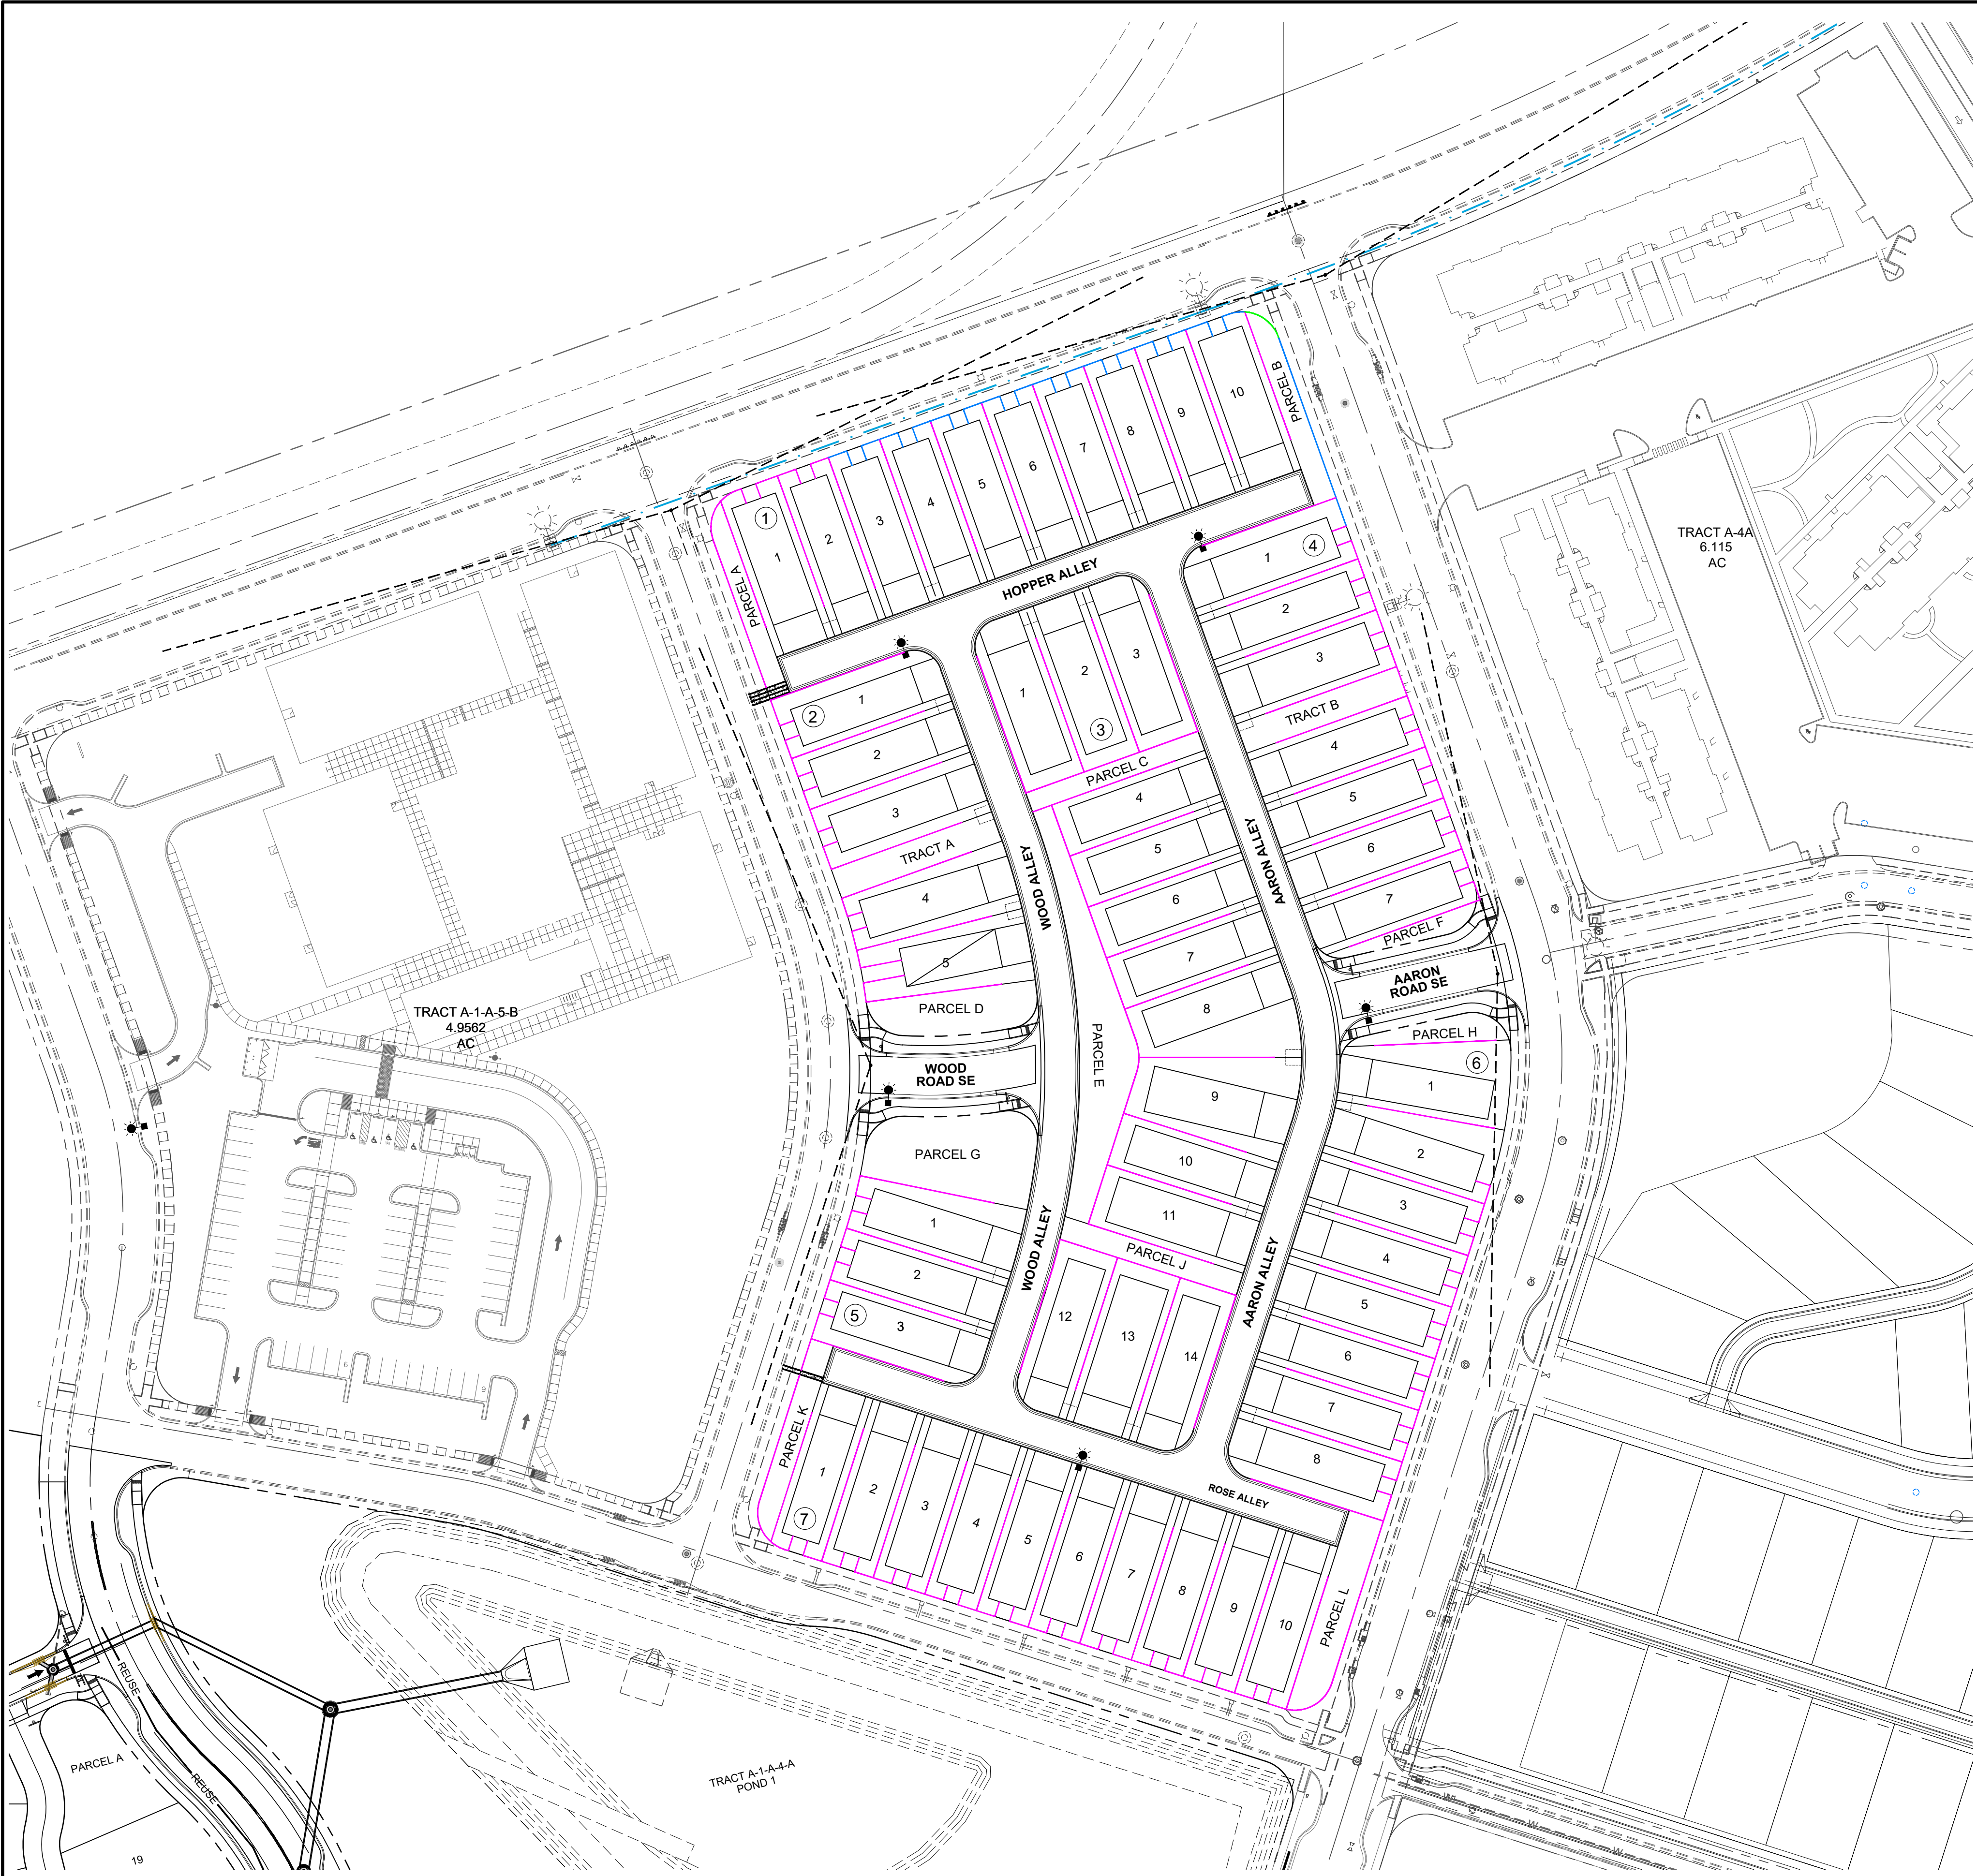 PARCEL B
10
9
8
7
6
5
4
3
2
1
①
PARCEL A
HOPPER ALLEY
1
④
2
3
TRACT B
4
5
6
7
PARCEL F
1
②
2
3
TRACT A
4
5
PARCEL D
1
2
3
③
PARCEL C
4
5
6
7
8
WOOD ALLEY
AARON ALLEY
PARCEL E
AARON
ROAD SE
PARCEL H
⑥
1
2
3
4
5
6
7
8
WOOD
ROAD SE
PARCEL G
1
2
3
⑤
9
10
11
PARCEL J
12
13
14
WOOD ALLEY
AARON ALLEY
ROSE ALLEY
PARCEL K
1
⑦
2
3
4
5
6
7
8
9
10
PARCEL L
TRACT A-4A
6.115
AC
TRACT A-1-A-5-B
4.9562
AC
6
9
REUSE
REUSE
PARCEL A
19
TRACT A-1-A-4-A
POND 1
W
W
W